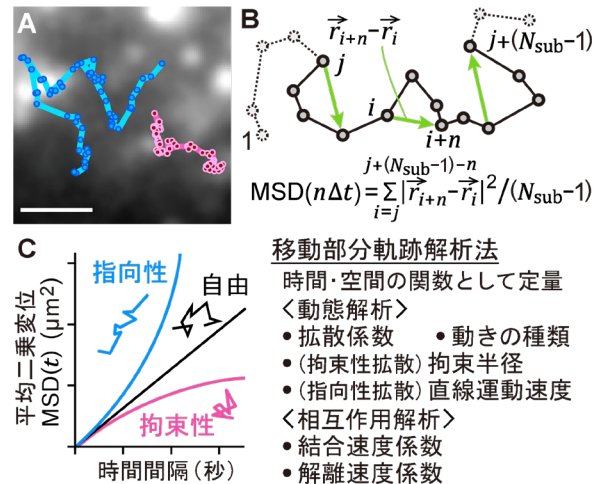 A
B
r⃗i+n−r⃗i
j
j+(Nsub-1)
i
i+n
1
j+(Nsub-1)-n
MSD(nΔt)=Σ|r⃗i+n−r⃗i|²/(Nsub-1)
i=j
C
平均二乗変位
MSD(t) (μm2)
指向性
自由
拘束性
時間間隔(秒)
移動部分軌跡解析法
時間・空間の関数として定量
<動態解析>
•拡散係数 •動きの種類
•(拘束性拡散)拘束半径
•(指向性拡散)直線運動速度
<相互作用解析>
•結合速度係数
•解離速度係数